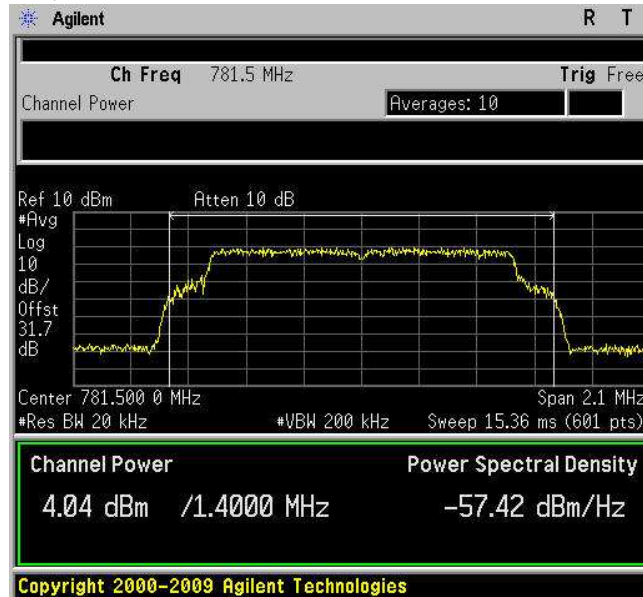 Agilent R T
Ch Freq 781.5 MHz Trig Free
Channel Power Averages: 10
Ref 10 dBm Atten 10 dB
#Avg
Log
10
dB/
Offst
31.7
dB
Center 781.500 0 MHz Span 2.1 MHz
#Res BW 20 kHz #VBW 200 kHz Sweep 15.36 ms (601 pts)
Channel Power Power Spectral Density
4.04 dBm /1.4000 MHz -57.42 dBm/Hz
Copyright 2000-2009 Agilent Technologies